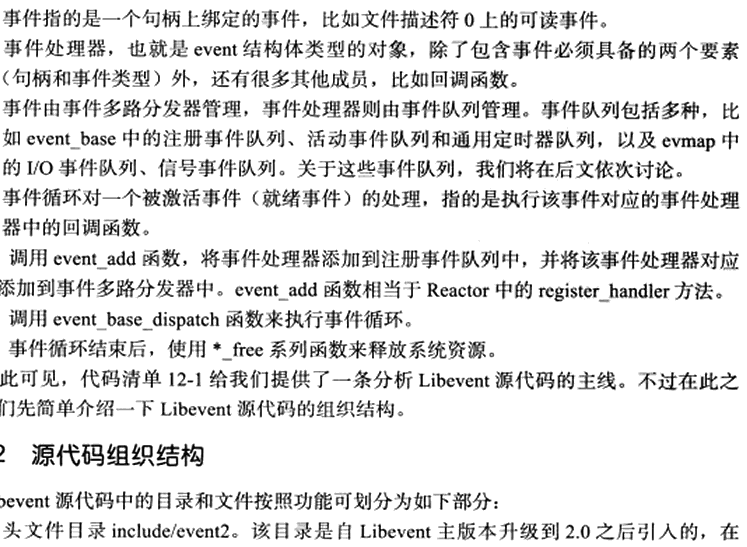 事件指的是一个句柄上绑定的事件，比如文件描述符 0 上的可读事件。
事件处理器，也就是 event 结构体类型的对象，除了包含事件必须具备的两个要素
（句柄和事件类型）外，还有很多其他成员，比如回调函数。
事件由事件多路分发器管理，事件处理器则由事件队列管理。事件队列包括多种，比
如 event_base 中的注册事件队列、活动事件队列和通用定时器队列，以及 evmap 中
的 I/O 事件队列、信号事件队列。关于这些事件队列，我们将在后文依次讨论。
事件循环对一个被激活事件（就绪事件）的处理，指的是执行该事件对应的事件处理
器中的回调函数。
调用 event_add 函数，将事件处理器添加到注册事件队列中，并将该事件处理器对应
添加到事件多路分发器中。event_add 函数相当于 Reactor 中的 register_handler 方法。
调用 event_base_dispatch 函数来执行事件循环。
事件循环结束后，使用 *_free 系列函数来释放系统资源。
此可见，代码清单 12-1 给我们提供了一条分析 Libevent 源代码的主线。不过在此之
们先简单介绍一下 Libevent 源代码的组织结构。
2 源代码组织结构
bevent 源代码中的目录和文件按照功能可划分为如下部分：
头文件目录 include/event2。该目录是自 Libevent 主版本升级到 2.0 之后引入的，在